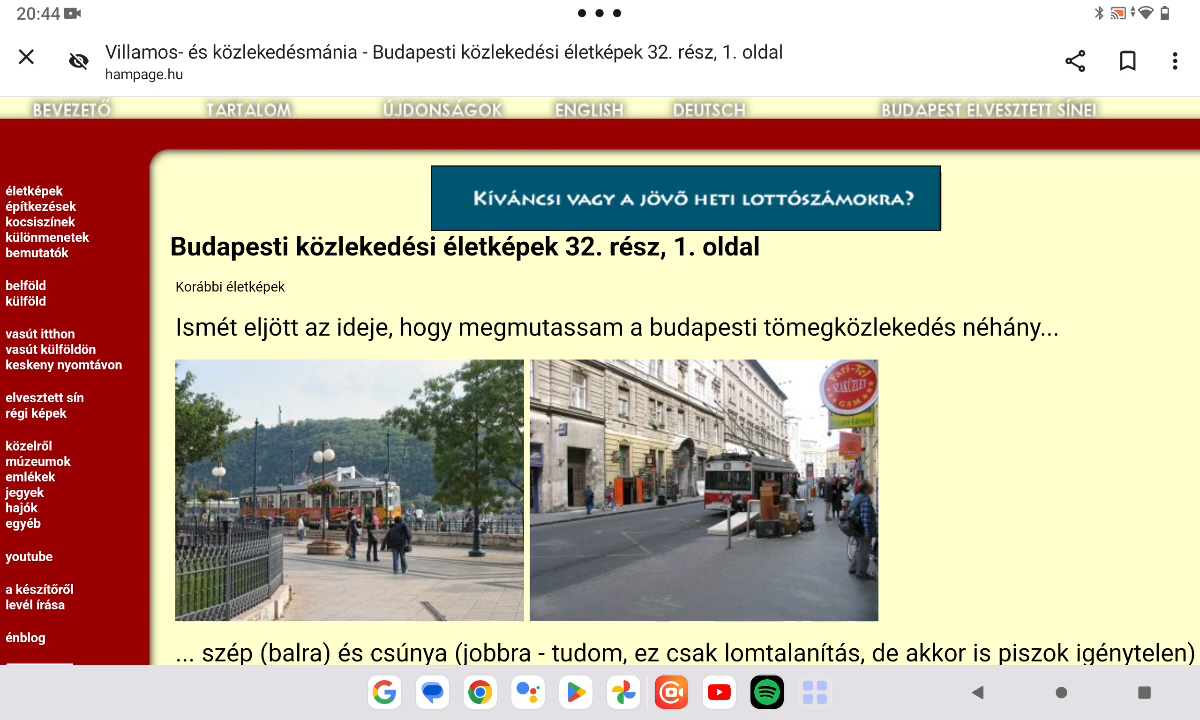 20:44
Villamos- és közlekedésmánia - Budapesti közlekedési életképek 32. rész, 1. oldal
hampage.hu
BEVEZETŐ TARTALOM ÚJDONSÁGOK ENGLISH DEUTSCH BUDAPEST ELVESZTETT SÍNEI
életképek
építkezések
kocsiszínek
különmenetek
bemutatók
belföld
külföld
vasút itthon
vasút külföldön
keskeny nyomtávon
elvesztett sín
régi képek
közelről
múzeumok
emlékek
jegyek
hajók
egyéb
youtube
a készítőről
levél írása
énblog
Kíváncsi vagy a jövõ heti lottószámokra?
Budapesti közlekedési életképek 32. rész, 1. oldal
Korábbi életképek
Ismét eljött az ideje, hogy megmutassam a budapesti tömegközlekedés néhány...
SZAKÜZLET
GSM
... szép (balra) és csúnya (jobbra - tudom, ez csak lomtalanítás, de akkor is piszok igénytelen)